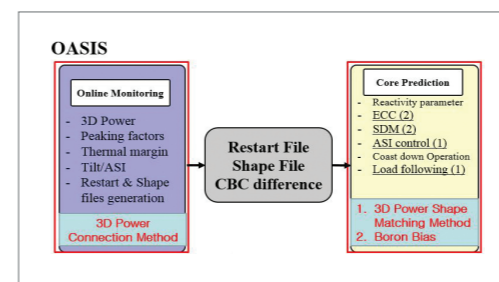 OASIS
Online Monitoring
- 3D Power
- Peaking factors
- Thermal margin
- Tilt/ASI
- Restart & Shape
files generation
3D Power
Connection Method
Restart File
Shape File
CBC difference
Core Prediction
- Reactivity parameter
- ECC (2)
- SDM (2)
- ASI control (1)
- Coast down Operation
- Load following (1)
1. 3D Power Shape
Matching Method
2. Boron Bias